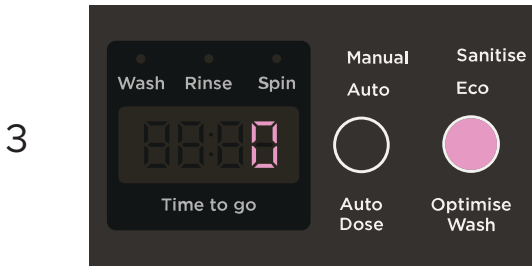 3
Wash Rinse Spin
0
Time to go
Manual
Auto
Auto
Dose
Sanitise
Eco
Optimise
Wash